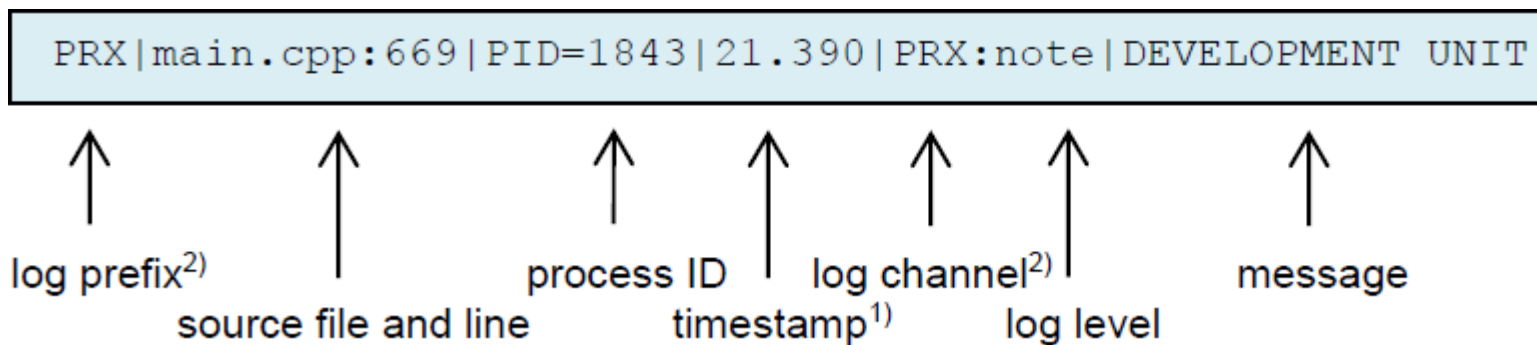 PRX|main.cpp:669|PID=1843|21.390|PRX:note|DEVELOPMENT UNIT
log prefix2) process ID log channel2) message
source file and line timestamp1) log level